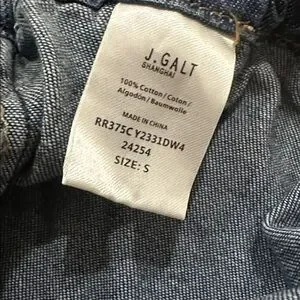 J.GALT
SHANGHAI
100% Cotton/Coton/
Algodón/Baumwolle
MADE IN CHINA
RR375CY2331DW4
24254
SIZE: S